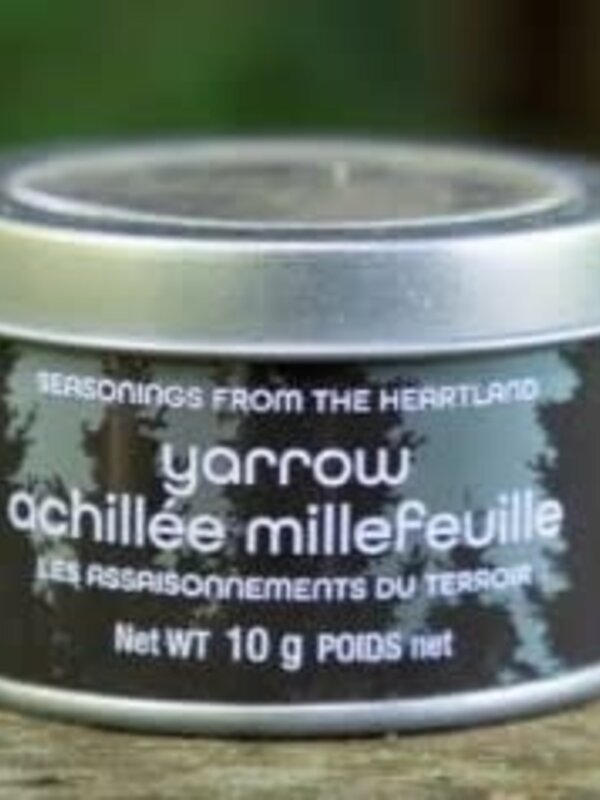 SEASONINGS FROM THE HEARTLAND
yarrow
achillée millefeuille
LES ASSAISONNEMENTS DU TERROIR
Net WT 10 g POIDS net